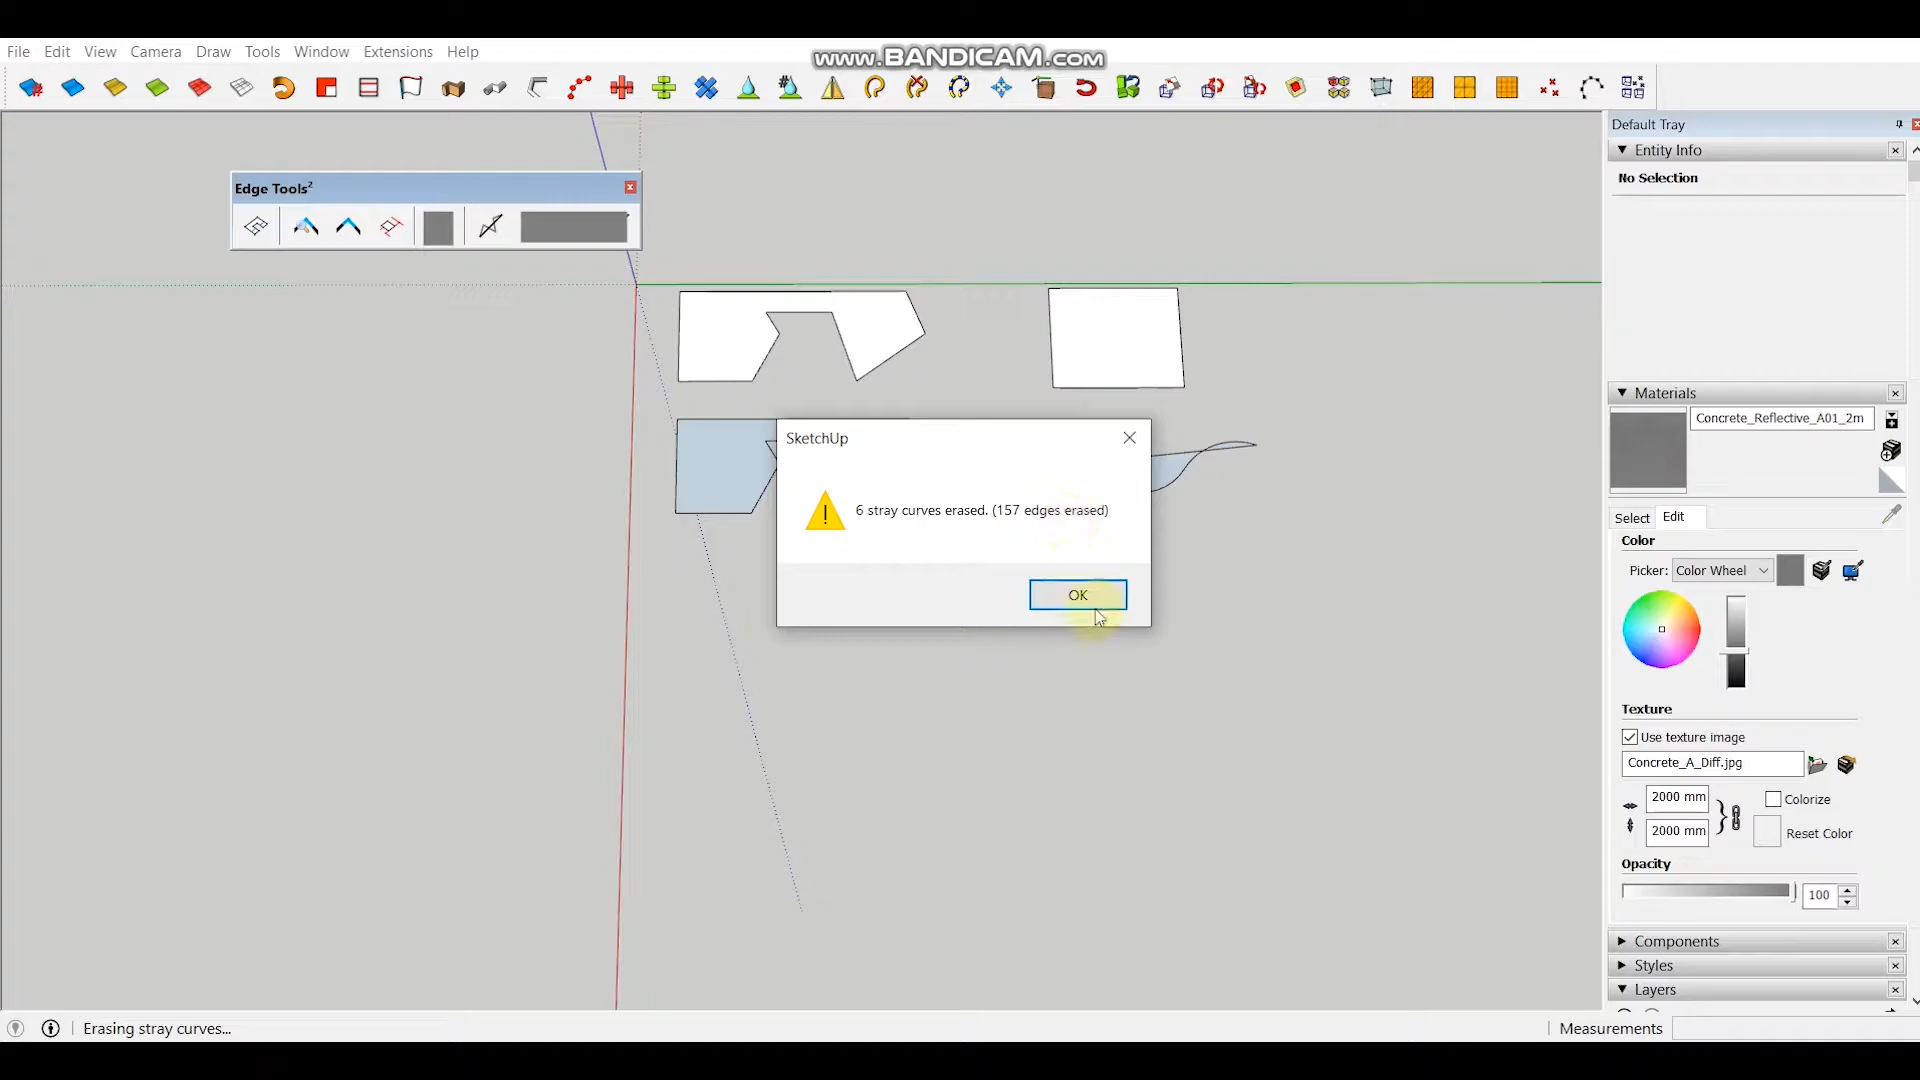 www.BANDICAM.com
File Edit View Camera Draw Tools Window Extensions Help
Default Tray
Entity Info
No Selection
Edge Tools²
Materials
Concrete_Reflective_A01_2m
Select Edit
Color
Picker: Color Wheel
Texture
Use texture image
Concrete_A_Diff.jpg
2000 mm
Colorize
2000 mm
Reset Color
Opacity
100
Components
Styles
Layers
SketchUp
6 stray curves erased. (157 edges erased)
OK
Erasing stray curves...
Measurements